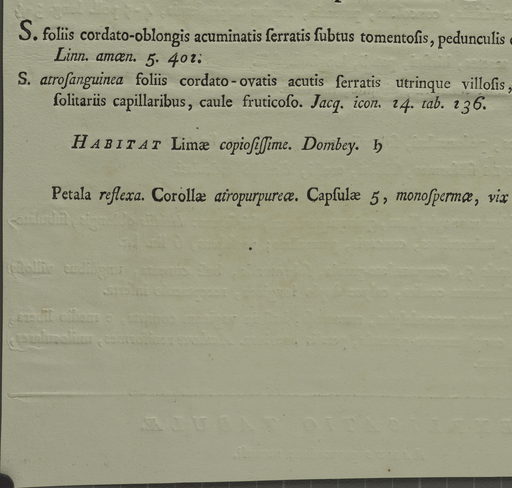 S. foliis cordato-oblongis acuminatis ſerratis ſubtus tomentoſis, pedunculis
Linn. amœn. 5. 401.
S. atroſanguinea foliis cordato-ovatis acutis ſerratis utrinque villoſis,
ſolitariis capillaribus, caule fruticoſo. Jacq. icon. 14. tab. 136.
HABITAT Limæ copioſiſſime. Dombey. ♄
Petala reflexa. Corollæ atropurpureæ. Capſulæ 5, monoſpermæ, vix